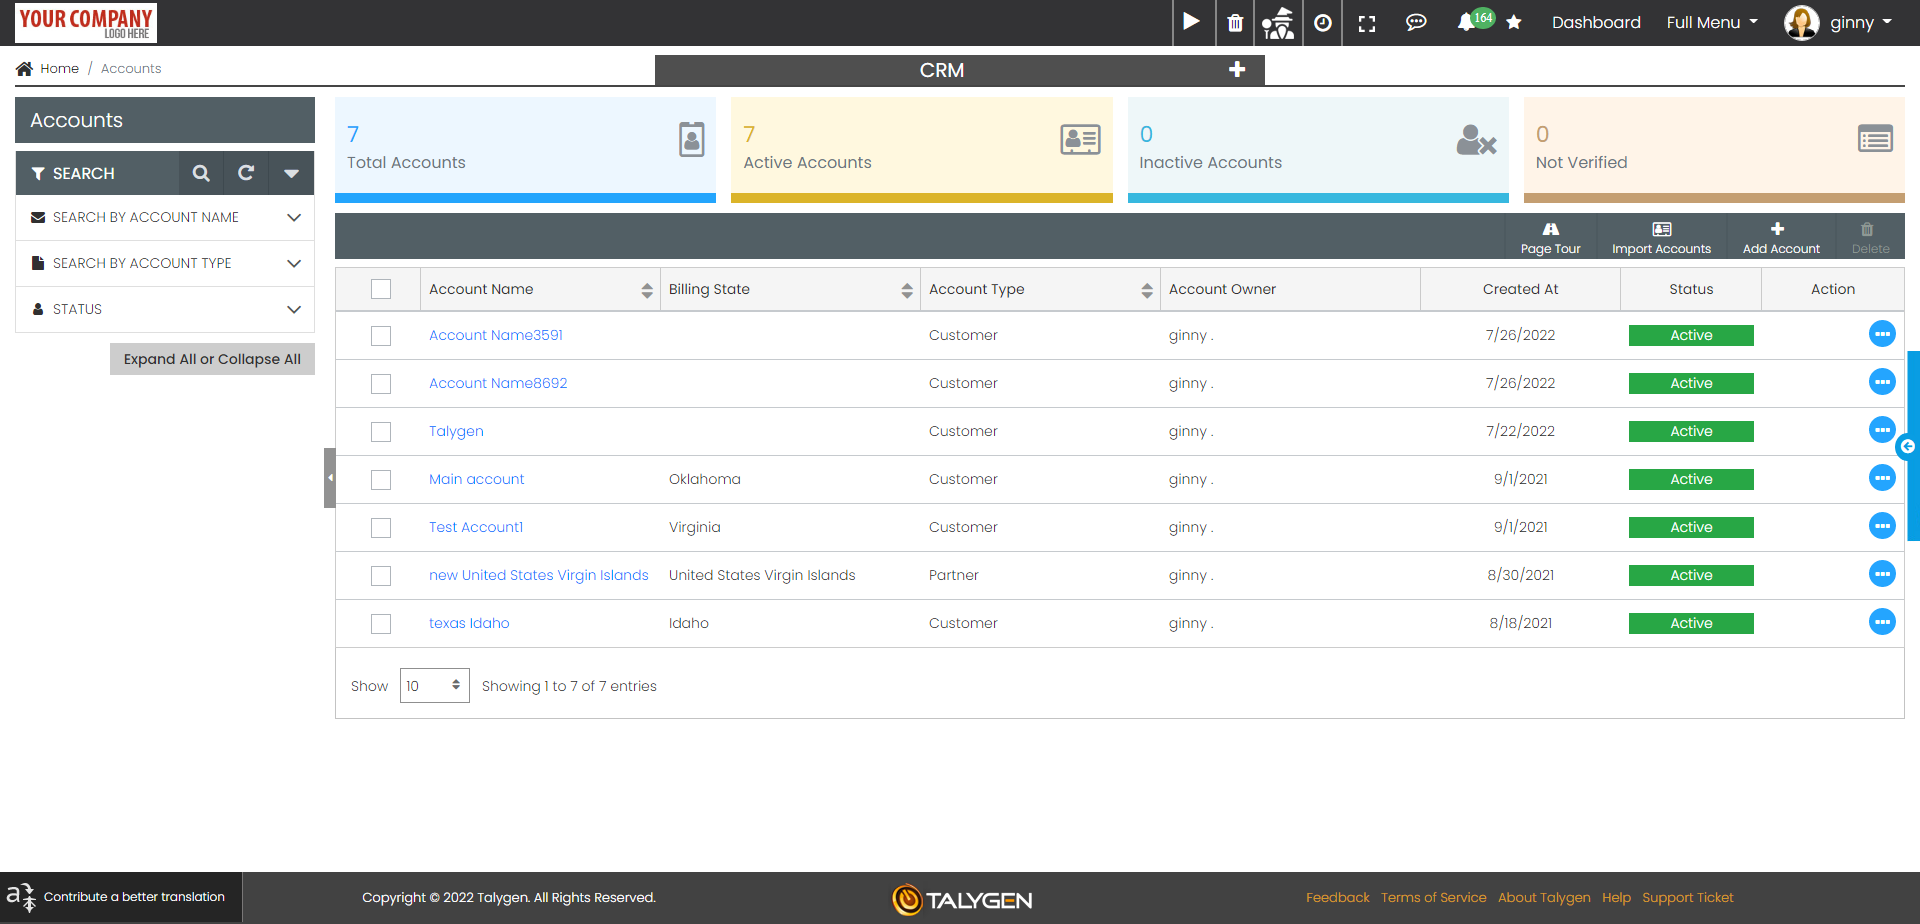 YOUR COMPANY
LOGO HERE
164
Dashboard
Full Menu
ginny
Home / Accounts
CRM
Accounts
SEARCH
SEARCH BY ACCOUNT NAME
SEARCH BY ACCOUNT TYPE
STATUS
Expand All or Collapse All
7
Total Accounts
7
Active Accounts
0
Inactive Accounts
0
Not Verified
Page Tour
Import Accounts
Add Account
Delete
Account Name Billing State Account Type Account Owner Created At Status Action
Account Name3591 Customer ginny . 7/26/2022 Active
Account Name8692 Customer ginny . 7/26/2022 Active
Talygen Customer ginny . 7/22/2022 Active
Main account Oklahoma Customer ginny . 9/1/2021 Active
Test Account1 Virginia Customer ginny . 9/1/2021 Active
new United States Virgin Islands United States Virgin Islands Partner ginny . 8/30/2021 Active
texas Idaho Idaho Customer ginny . 8/18/2021 Active
Show 10 Showing 1 to 7 of 7 entries
Contribute a better translation
Copyright © 2022 Talygen. All Rights Reserved.
TALYGEN
Feedback Terms of Service About Talygen Help Support Ticket